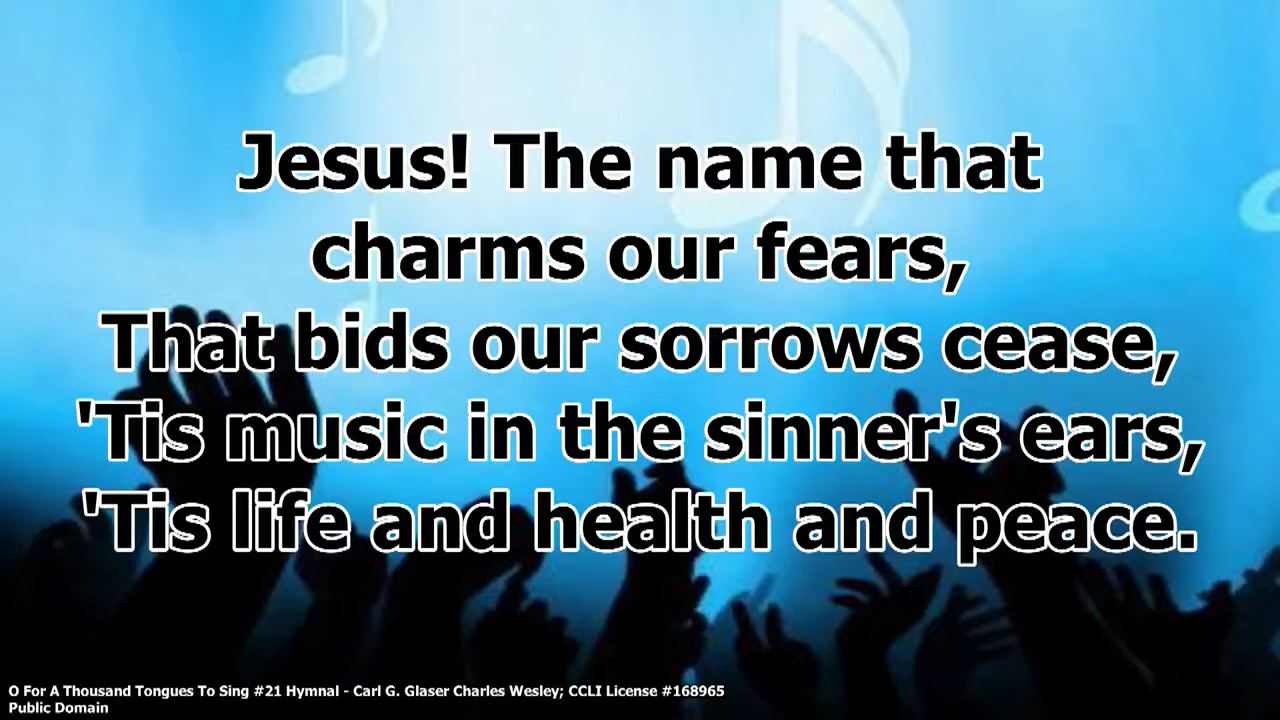 Jesus! The name that
charms our fears,
That bids our sorrows cease,
'Tis music in the sinner's ears,
'Tis life and health and peace.
O For A Thousand Tongues To Sing #21 Hymnal - Carl G. Glaser Charles Wesley; CCLI License #168965
Public Domain